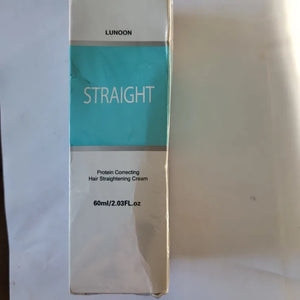 LUNOON
STRAIGHT
Protein Correcting
Hair Straightening Cream
60ml/2.03FL.oz